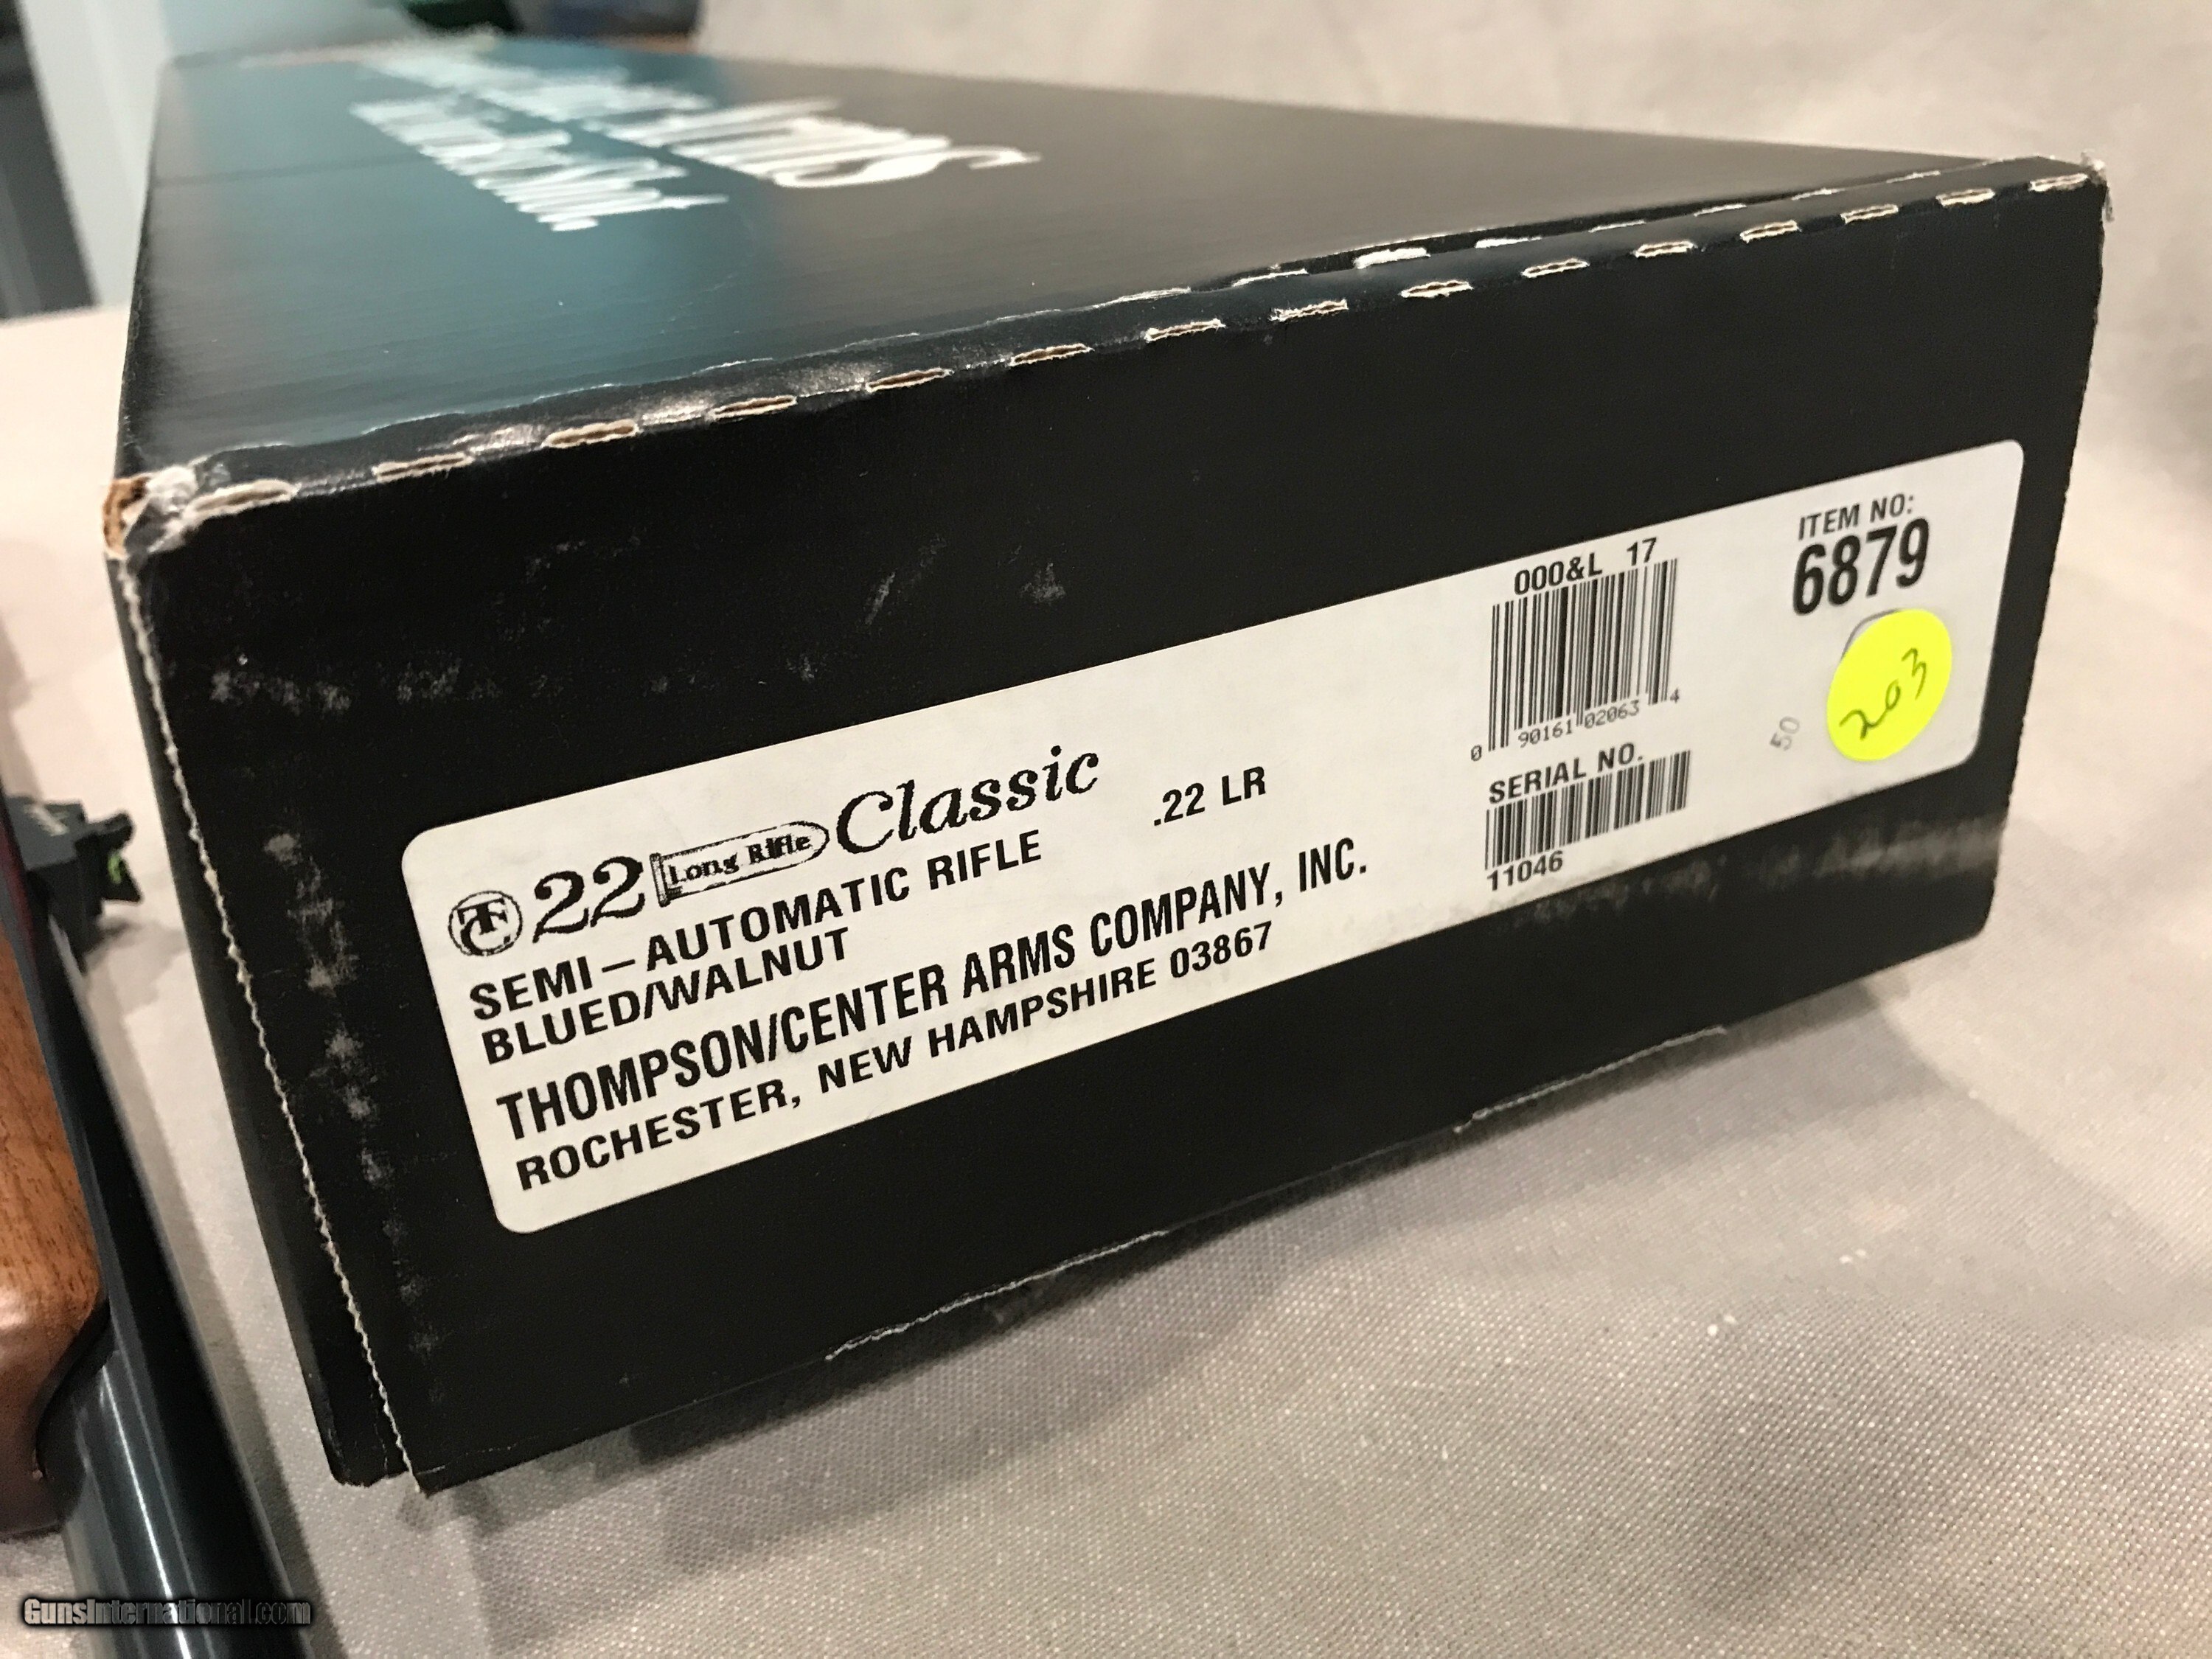 000&L 17
ITEM NO:
6879
0 90161 02063 4
203
50
SERIAL NO.
11046
TC 22 Long Rifle Classic
SEMI-AUTOMATIC RIFLE .22 LR
BLUED/WALNUT
THOMPSON/CENTER ARMS COMPANY, INC.
ROCHESTER, NEW HAMPSHIRE 03867
GunsInternational.com